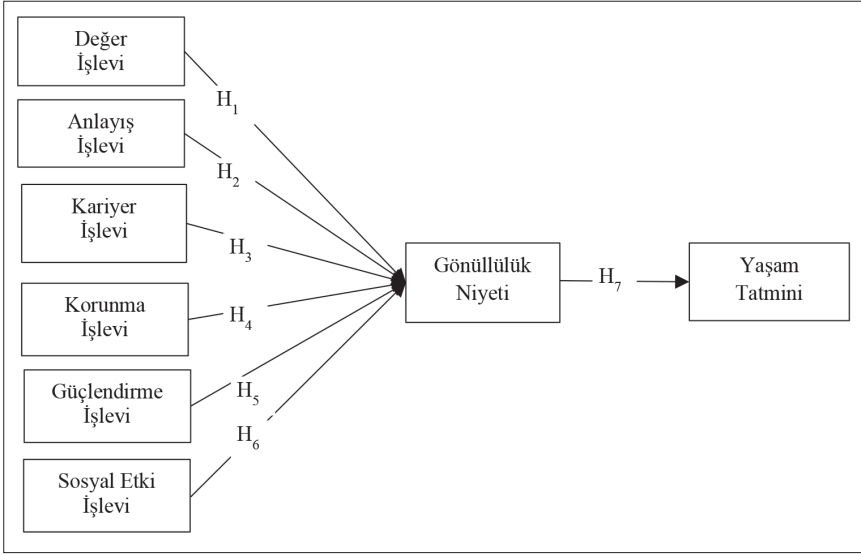 Değer
İşlevi
H1
Anlayış
İşlevi
H2
Kariyer
İşlevi
H3
Korunma
İşlevi
H4
Güçlendirme
İşlevi
H5
Sosyal Etki
İşlevi
H6
Gönüllülük
Niyeti
H7
Yaşam
Tatmini